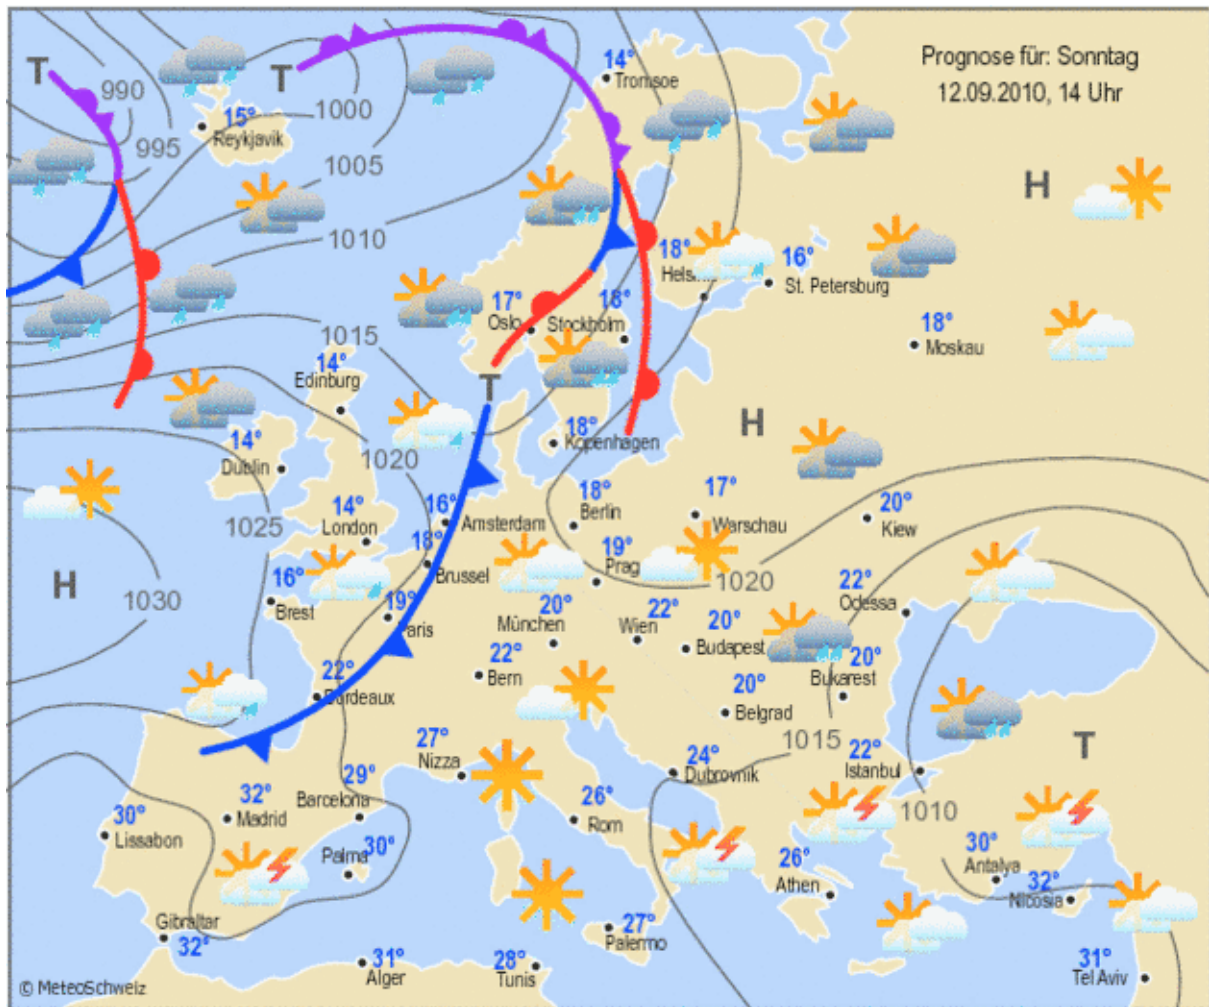 Prognose für: Sonntag
12.09.2010, 14 Uhr
T
T
990
995
1000
1005
1010
15°
Reykjavik
14°
Tromsoe
H
18°
16°
St. Petersburg
17°
Oslo
18°
Stockholm
18°
Moskau
1015
14°
Edinburg
T
14°
Dublin
1020
18°
Kopenhagen
H
1025
14°
London
16°
Amsterdam
18°
Berlin
17°
Warschau
20°
Kiew
18°
Brussel
19°
Prag
1020
H
1030
16°
Brest
19°
22°
Odessa
20°
München
22°
Wien
20°
Budapest
20°
Bukarest
22°
Bern
22°
20°
Belgrad
1015
T
27°
Nizza
24°
Dubrovnik
22°
Istanbul
29°
Barcelona
1010
30°
Lissabon
32°
Madrid
26°
Rom
Palma
30°
26°
Athen
30°
Antalya
32°
Nicosia
Gibraltar
32°
27°
Palermo
31°
Alger
28°
Tunis
31°
Tel Aviv
© MeteoSchweiz